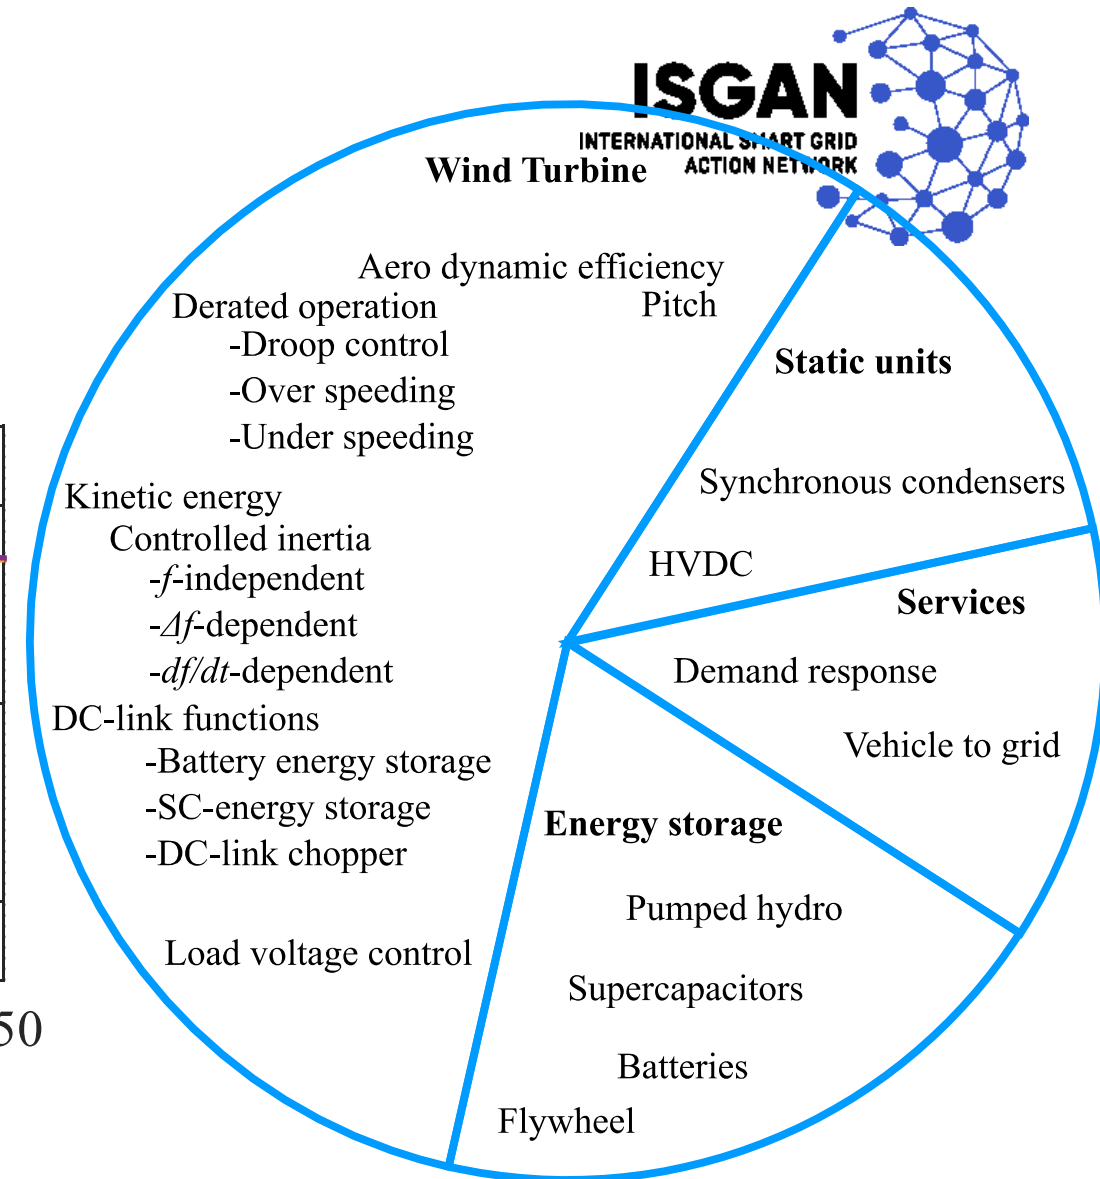 ISGAN
INTERNATIONAL SMART GRID
ACTION NETWORK
Wind Turbine
Aero dynamic efficiency
Pitch
Derated operation
-Droop control
-Over speeding
-Under speeding
Kinetic energy
Controlled inertia
-f-independent
-Δf-dependent
-df/dt-dependent
DC-link functions
-Battery energy storage
-SC-energy storage
-DC-link chopper
Load voltage control
Static units
Synchronous condensers
HVDC
Services
Demand response
Vehicle to grid
Energy storage
Pumped hydro
Supercapacitors
Batteries
Flywheel
50